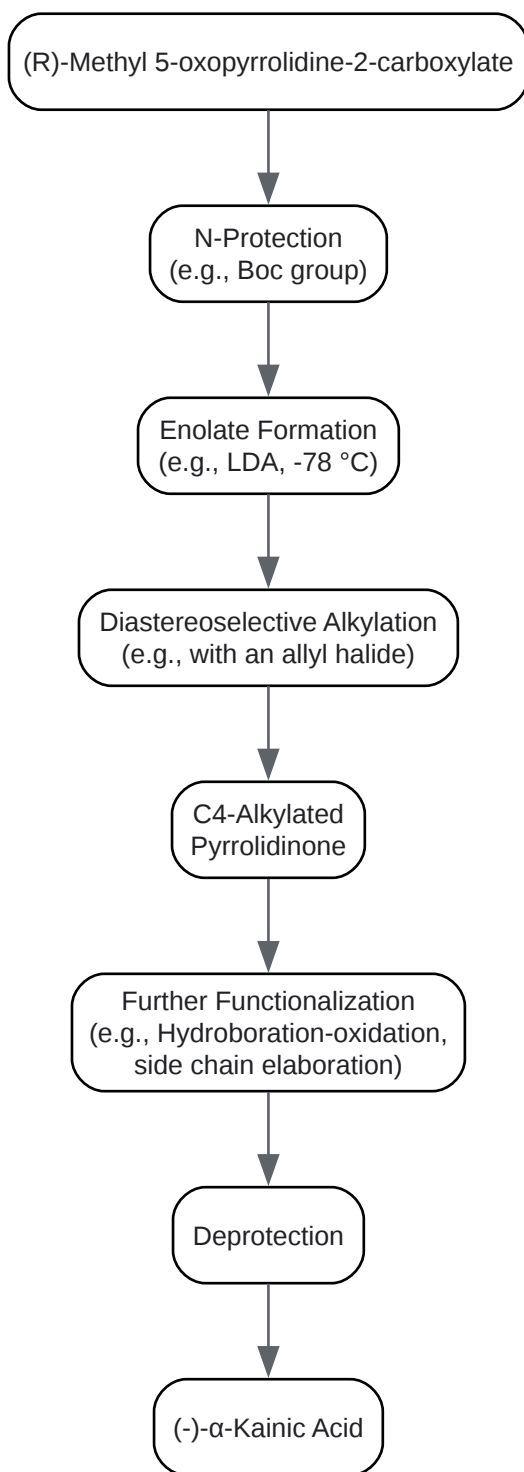 (R)-Methyl 5-oxopyrrolidine-2-carboxylate
N-Protection
(e.g., Boc group)
Enolate Formation
(e.g., LDA, -78 °C)
Diastereoselective Alkylation
(e.g., with an allyl halide)
C4-Alkylated
Pyrrolidinone
Further Functionalization
(e.g., Hydroboration-oxidation,
side chain elaboration)
Deprotection
(-)-α-Kainic Acid